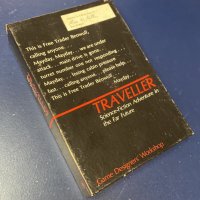 This is Free Trader Beowulf,
calling anyone...
Mayday, Mayday... we are under
attack... main drive is gone...
turret number one not responding...
Mayday... losing cabin pressure
fast... calling anyone... please help...
This is Free Trader Beowulf...
Mayday...
TRAVELLER
Science-Fiction Adventure in
the Far Future
Game Designers' Workshop